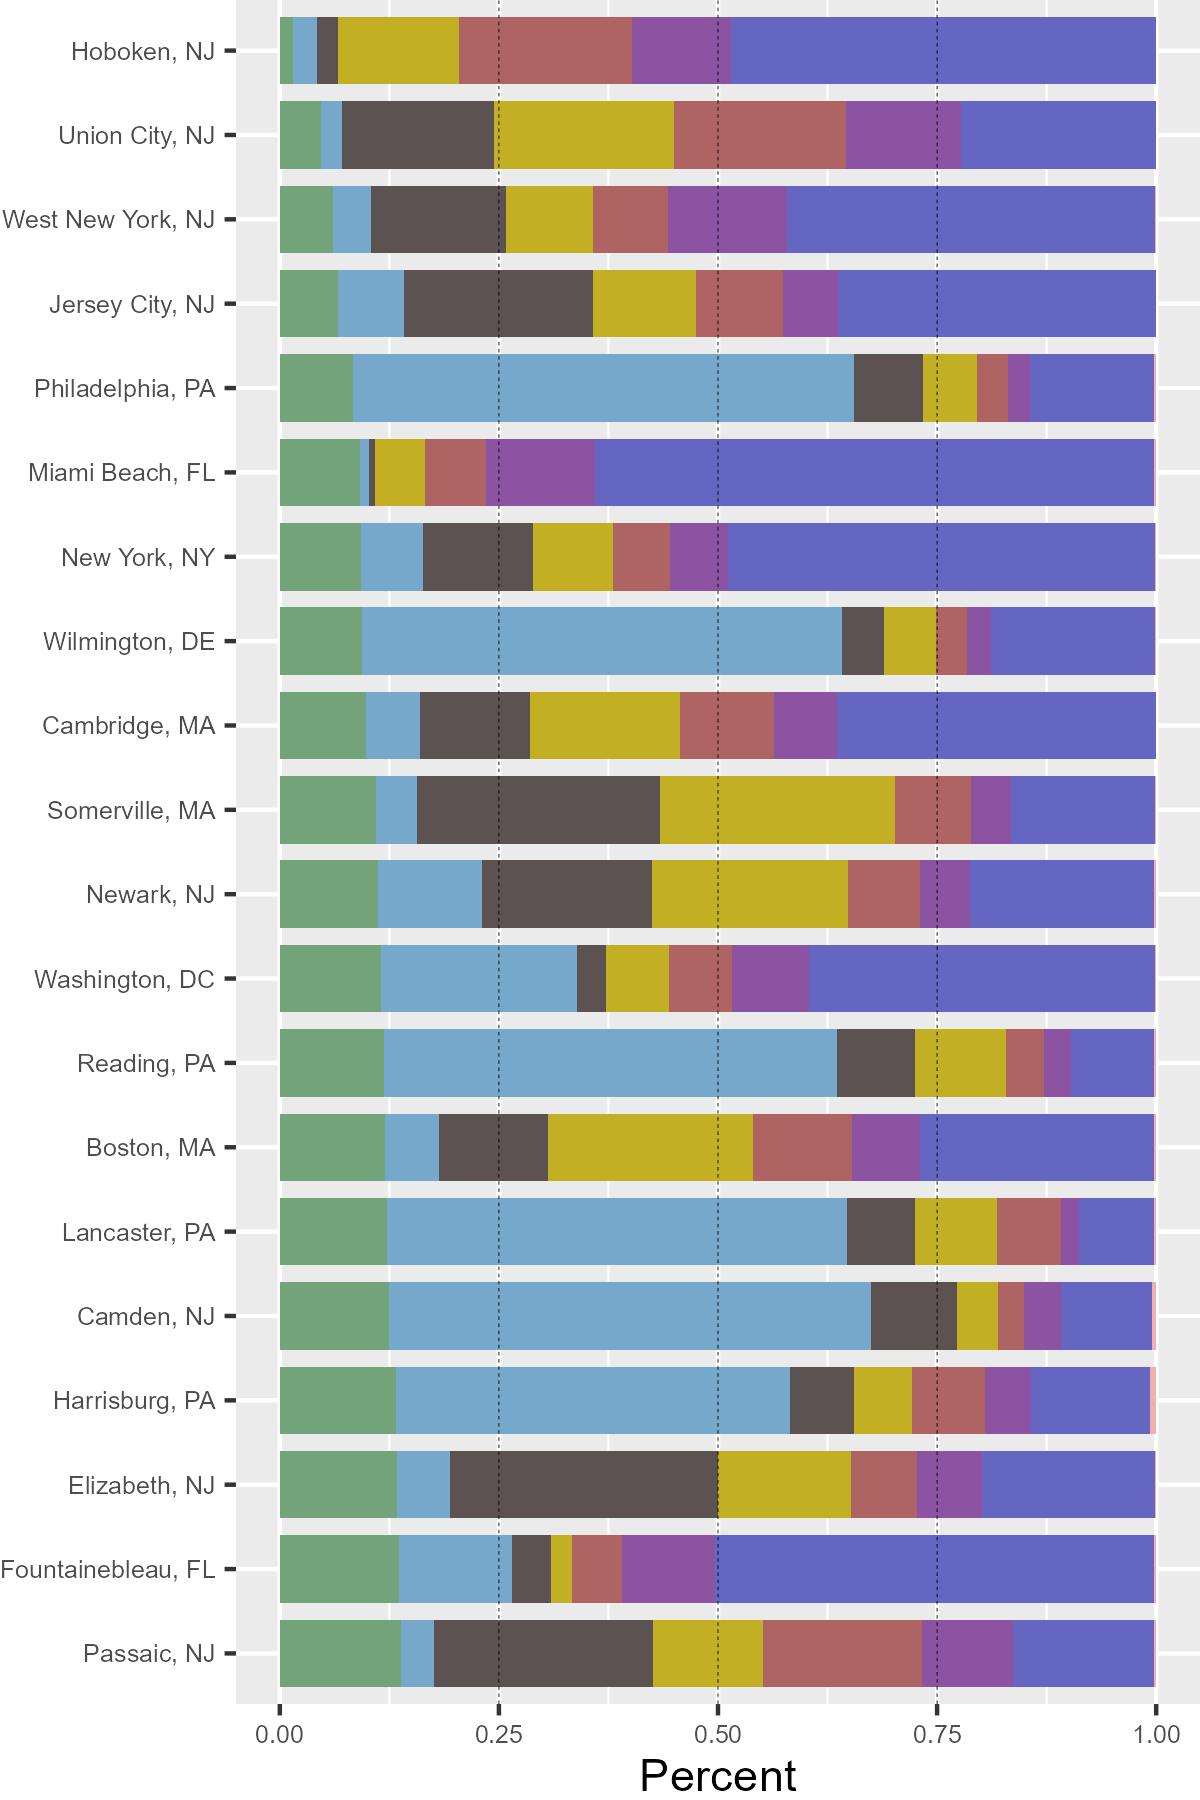 Hoboken, NJ
Union City, NJ
West New York, NJ
Jersey City, NJ
Philadelphia, PA
Miami Beach, FL
New York, NY
Wilmington, DE
Cambridge, MA
Somerville, MA
Newark, NJ
Washington, DC
Reading, PA
Boston, MA
Lancaster, PA
Camden, NJ
Harrisburg, PA
Elizabeth, NJ
Fountainebleau, FL
Passaic, NJ
0.00 0.25 0.50 0.75 1.00
Percent